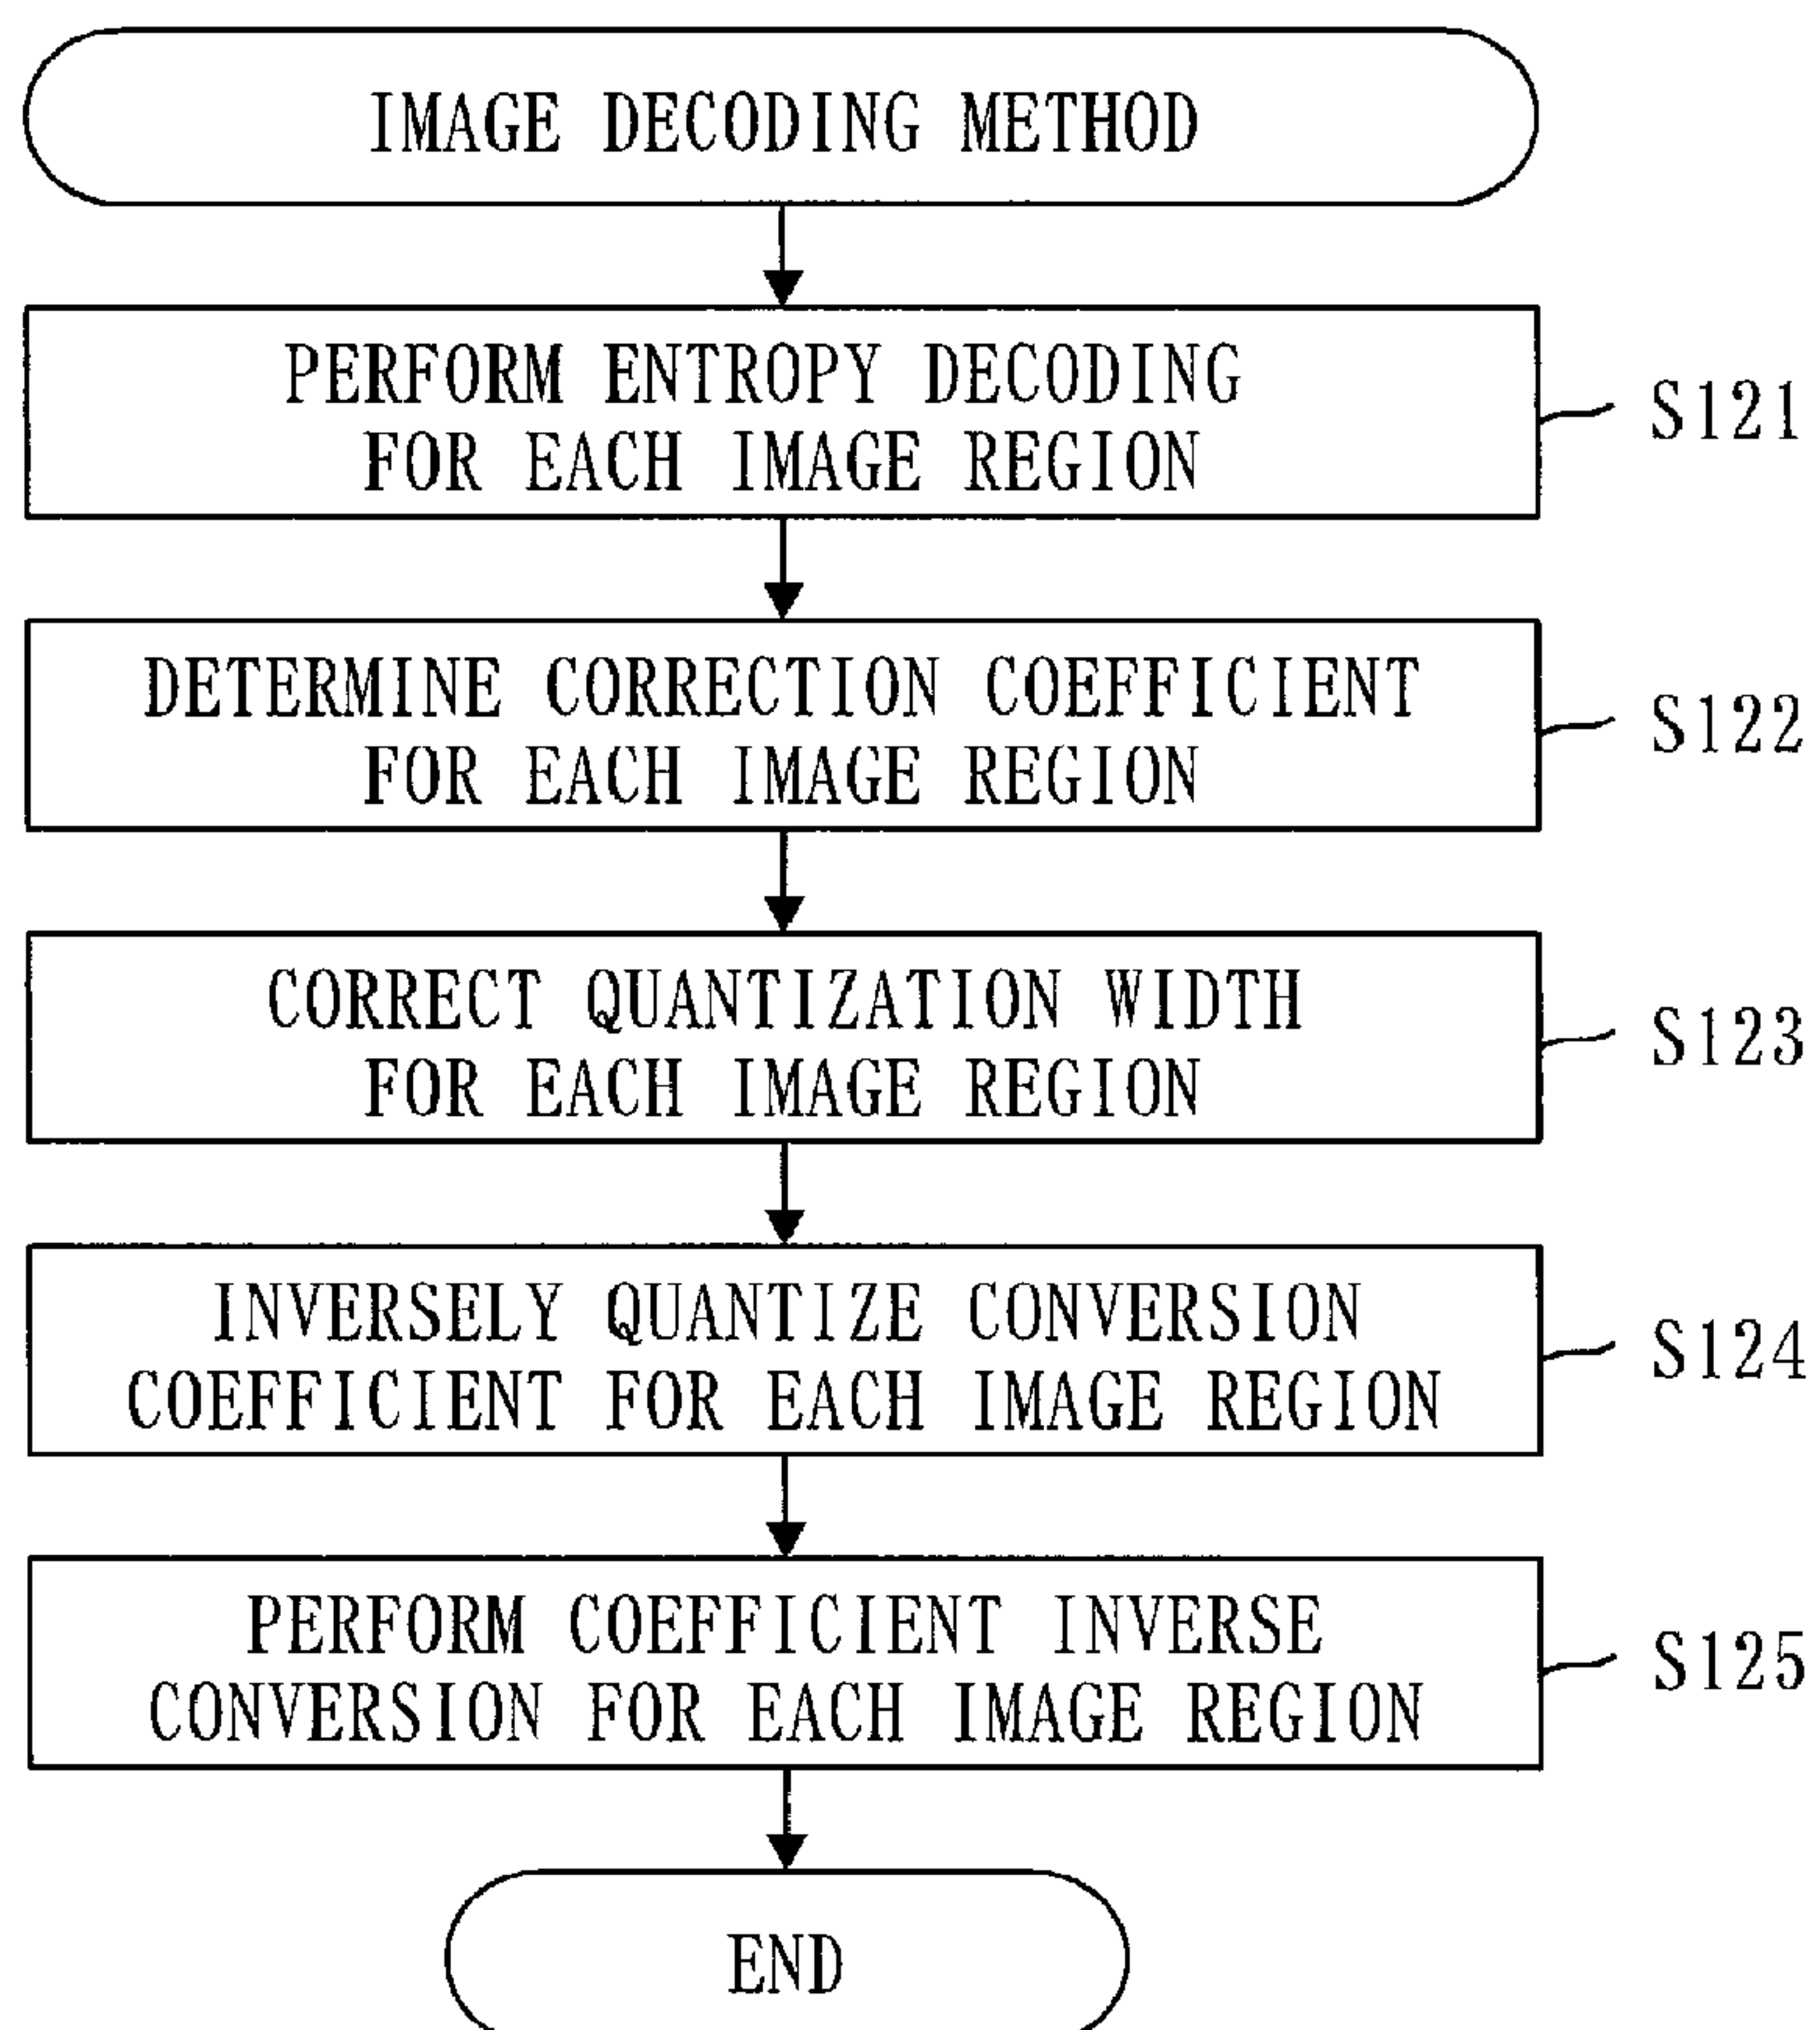 IMAGE DECODING METHOD
PERFORM ENTROPY DECODING
FOR EACH IMAGE REGION
S121
DETERMINE CORRECTION COEFFICIENT
FOR EACH IMAGE REGION
S122
CORRECT QUANTIZATION WIDTH
FOR EACH IMAGE REGION
S123
INVERSELY QUANTIZE CONVERSION
COEFFICIENT FOR EACH IMAGE REGION
S124
PERFORM COEFFICIENT INVERSE
CONVERSION FOR EACH IMAGE REGION
S125
END